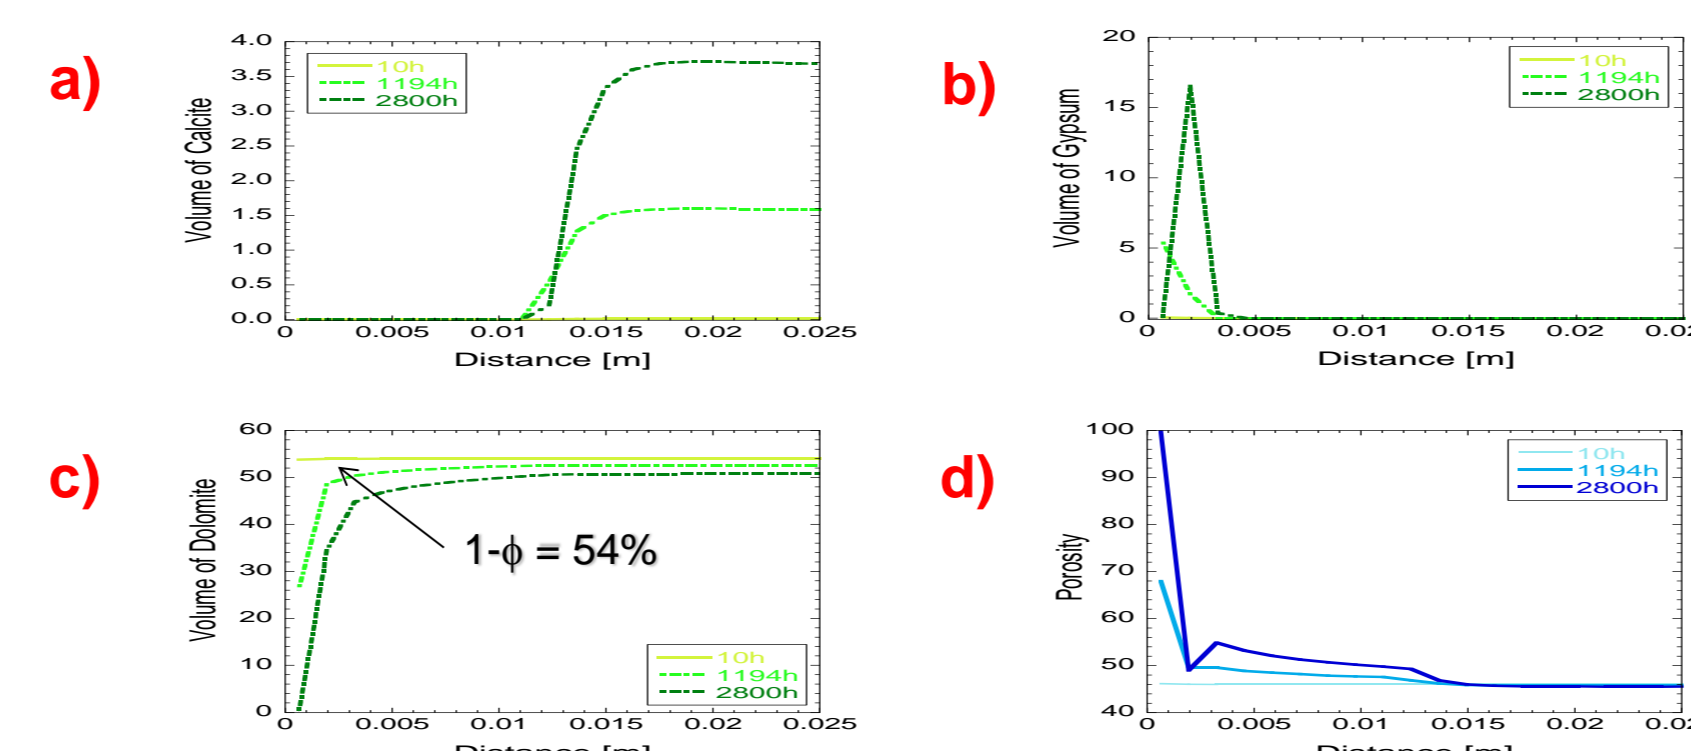 a)
4.0
3.5
3.0
2.5
2.0
1.5
1.0
0.5
0.0
Volume of Calcite
10h
1194h
2800h
0 0.005 0.01 0.015 0.02 0.025
Distance [m]
b)
20
15
10
5
0
Volume of Gypsum
10h
1194h
2800h
0 0.005 0.01 0.015 0.02
Distance [m]
c)
60
50
40
30
20
10
0
Volume of Dolomite
1-ϕ = 54%
10h
1194h
2800h
0 0.005 0.01 0.015 0.02 0.025
Distance [m]
d)
100
90
80
70
60
50
40
Porosity
10h
1194h
2800h
0 0.005 0.01 0.015 0.02
Distance [m]